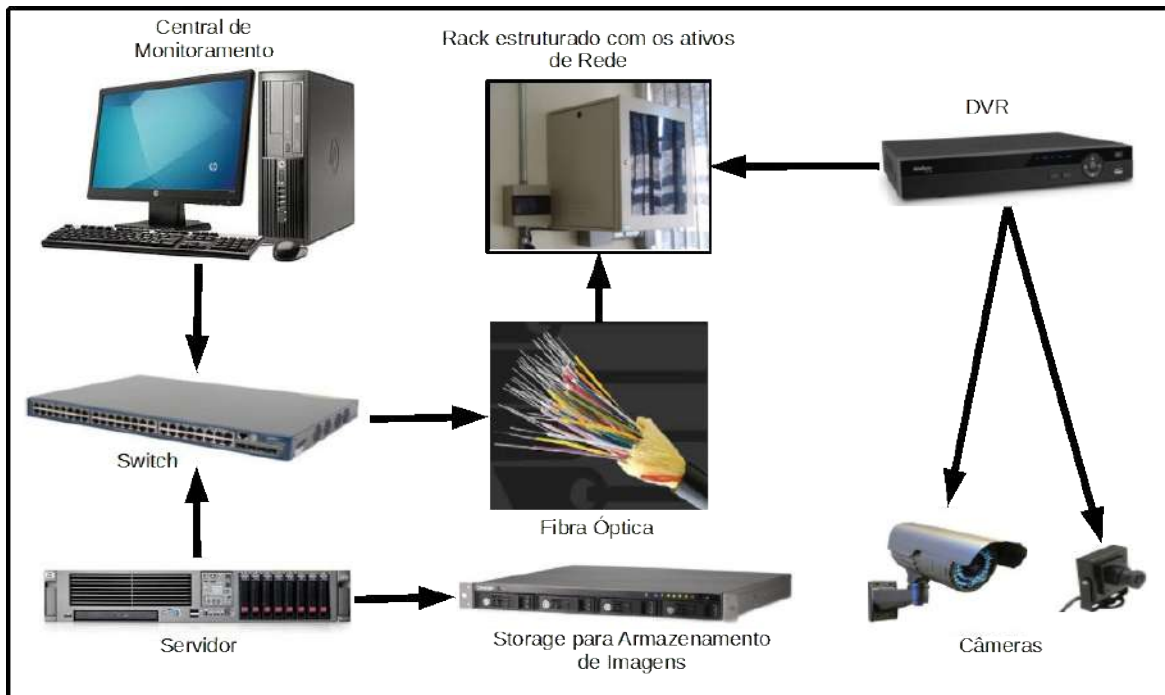 Central de
Monitoramento
Rack estruturado com os ativos
de Rede
DVR
Switch
Fibra Óptica
Servidor
Storage para Armazenamento
de Imagens
Câmeras